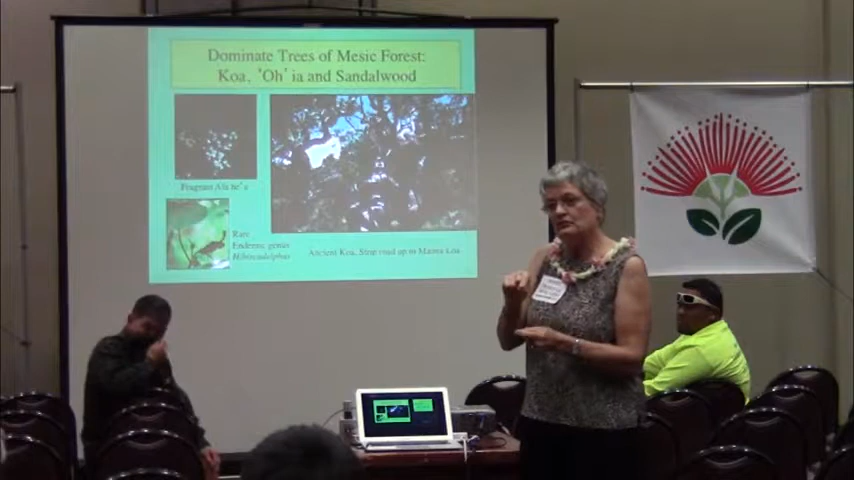 Dominate Trees of Mesic Forest:
Koa, 'Oh'ia and Sandalwood
Fragrant
Rare
Endemic genus
Hibiscadelphus
Ancient Koa, Strip road up to Mauna Loa